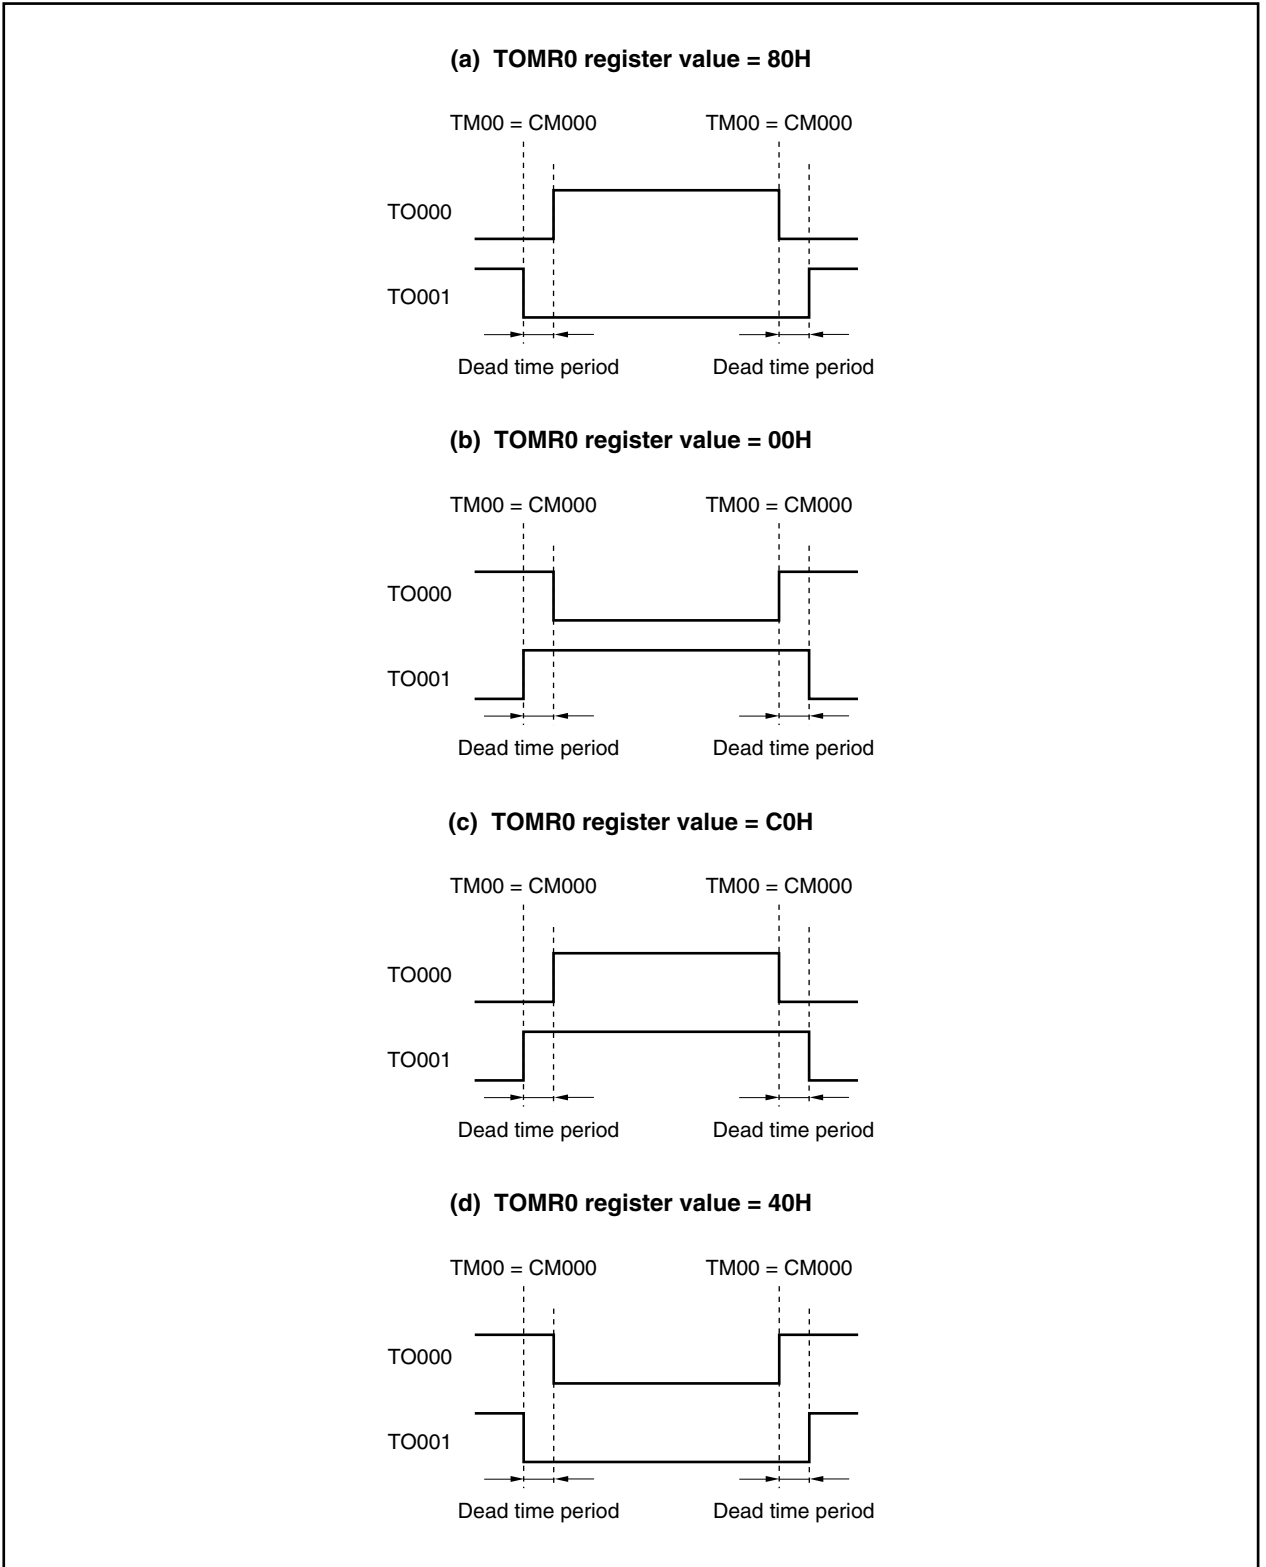 (a) TOMR0 register value = 80H
TM00 = CM000 TM00 = CM000
TO000
TO001
Dead time period Dead time period
(b) TOMR0 register value = 00H
TM00 = CM000 TM00 = CM000
TO000
TO001
Dead time period Dead time period
(c) TOMR0 register value = C0H
TM00 = CM000 TM00 = CM000
TO000
TO001
Dead time period Dead time period
(d) TOMR0 register value = 40H
TM00 = CM000 TM00 = CM000
TO000
TO001
Dead time period Dead time period